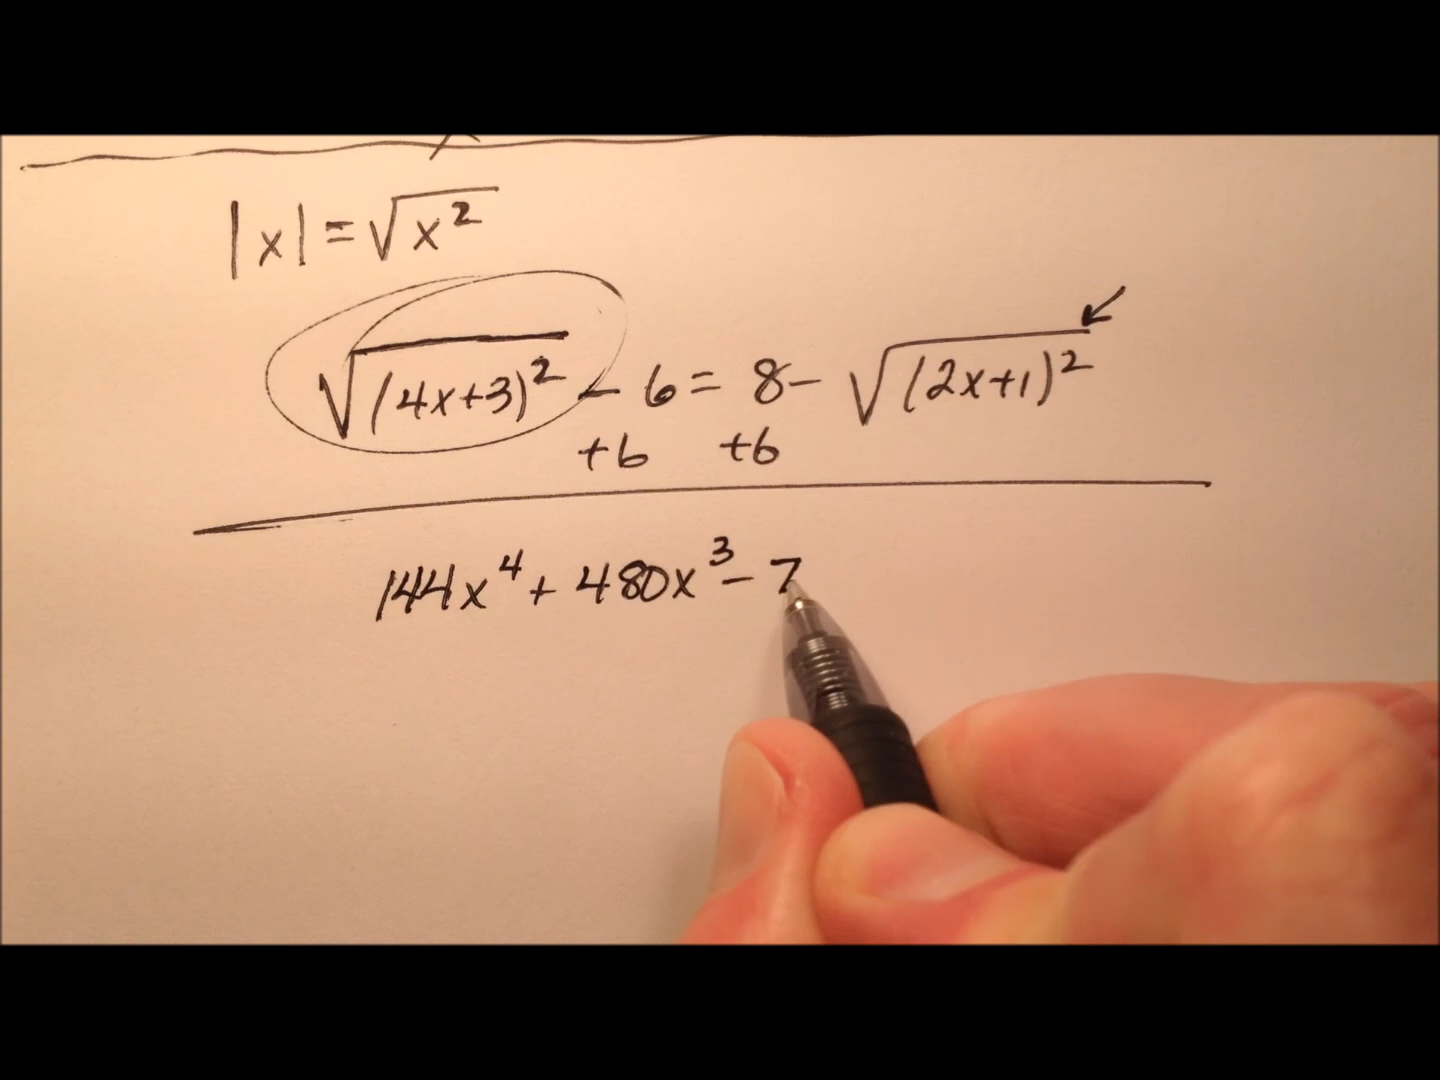 |x| = √x²
√(4x+3)² - 6 = 8 - √(2x+1)²
+6 +6
144x⁴ + 480x³ - 7